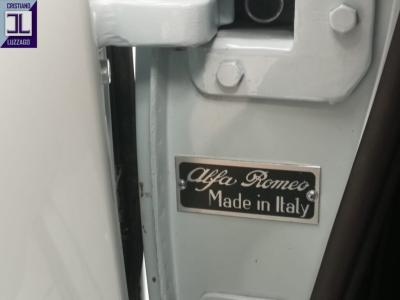 CRISTIANO
LUZZAGO
Alfa Romeo
Made in Italy